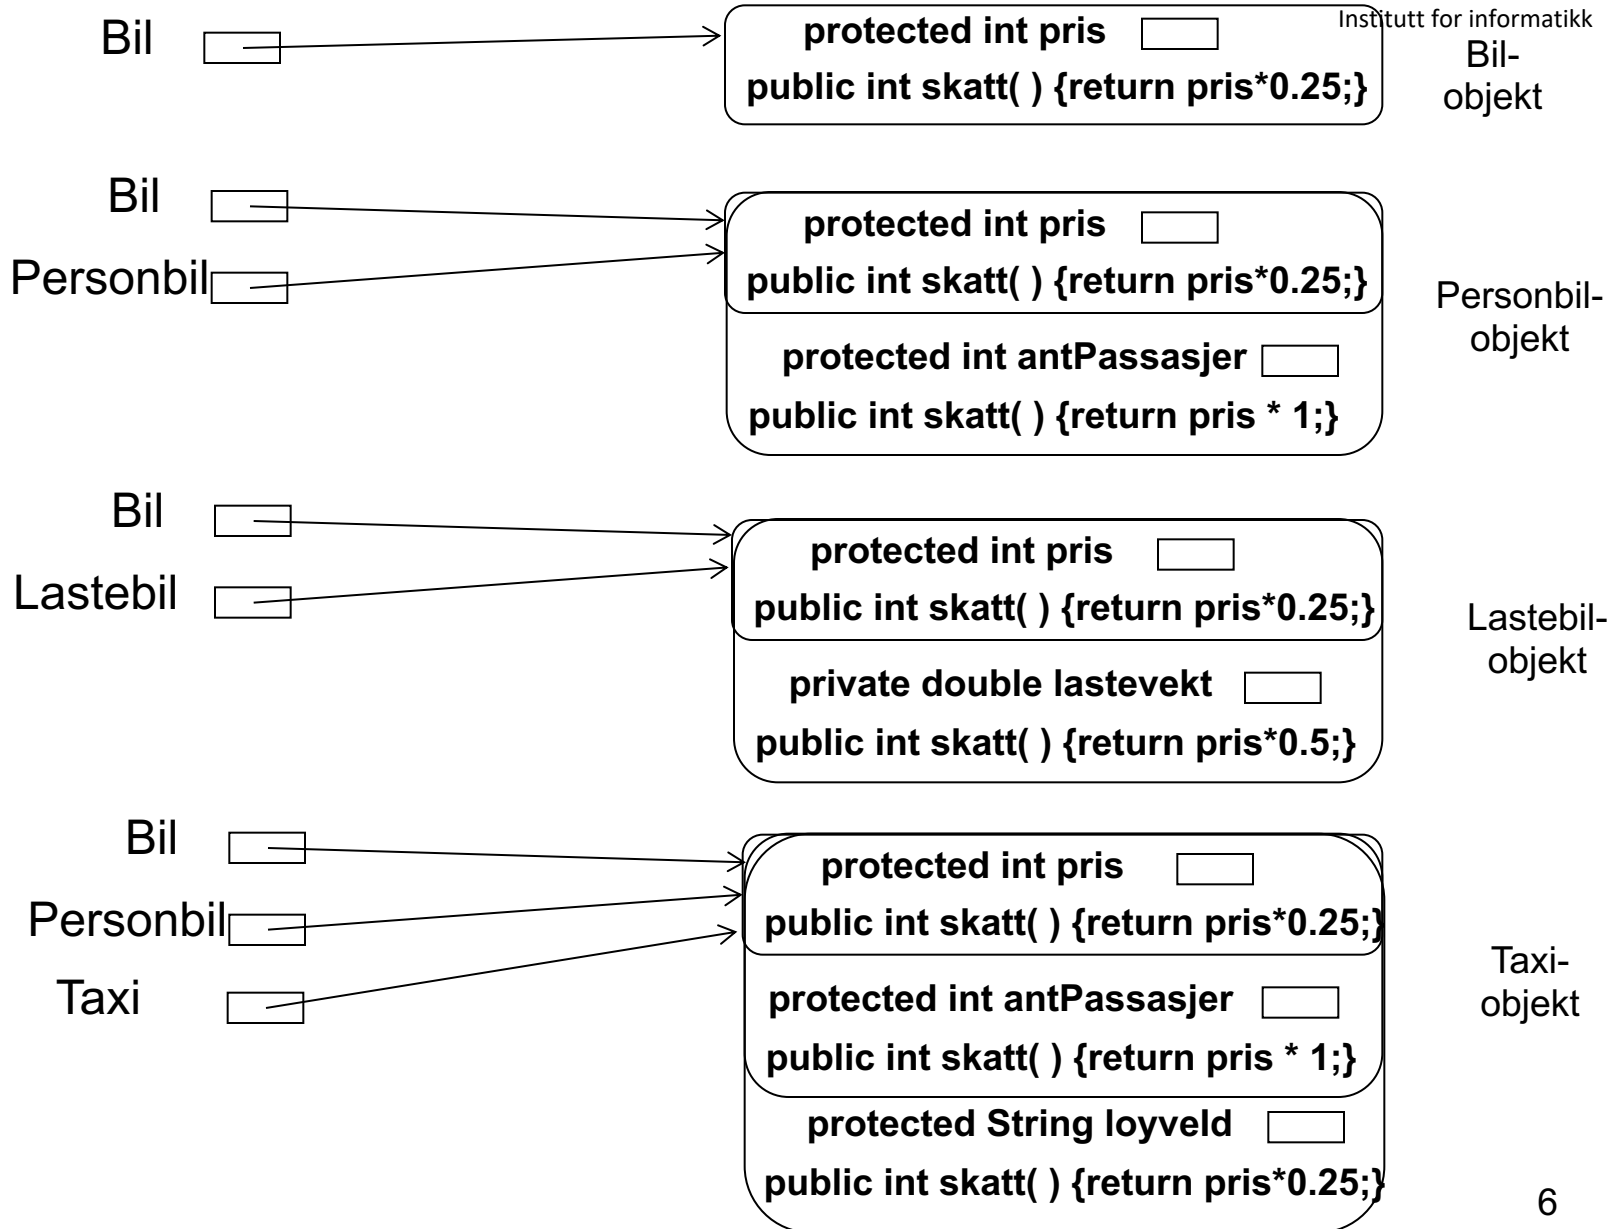 Institutt for informatikk
Bil
protected int pris
public int skatt( ) {return pris*0.25;}
Bil-
objekt
Bil
Personbil
protected int pris
public int skatt( ) {return pris*0.25;}
protected int antPassasjer
public int skatt( ) {return pris * 1;}
Personbil-
objekt
Bil
Lastebil
protected int pris
public int skatt( ) {return pris*0.25;}
private double lastevekt
public int skatt( ) {return pris*0.5;}
Lastebil-
objekt
Bil
Personbil
Taxi
protected int pris
public int skatt( ) {return pris*0.25;}
protected int antPassasjer
public int skatt( ) {return pris * 1;}
protected String loyveId
public int skatt( ) {return pris*0.25;}
Taxi-
objekt
6